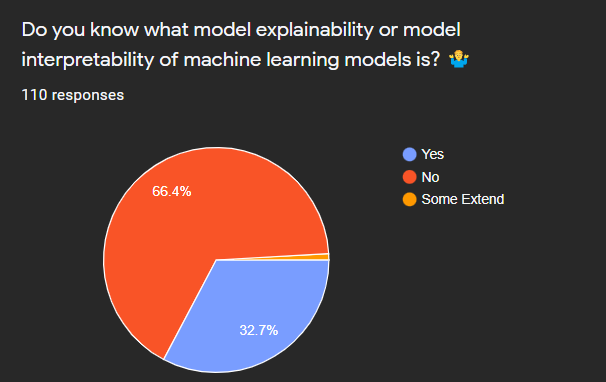 Do you know what model explainability or model
interpretability of machine learning models is? 🤷‍♂️
110 responses
Yes
No
Some Extend
66.4%
32.7%